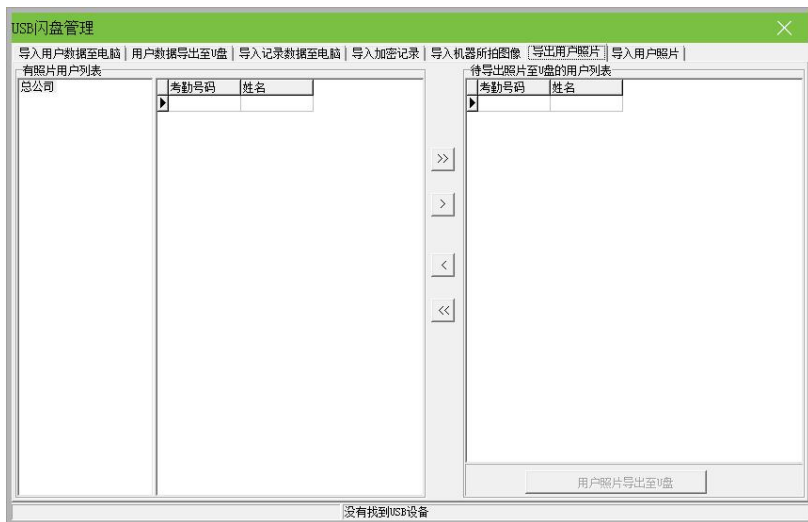 USB闪盘管理
导入用户数据至电脑 用户数据导出至U盘 导入记录数据至电脑 导入加密记录 导入机器所拍图像 导出用户照片 导入用户照片
有照片用户列表 待导出照片至U盘的用户列表
总公司 考勤号码 姓名 考勤号码 姓名
>>
>
<
<<
用户照片导出至U盘
没有找到USB设备